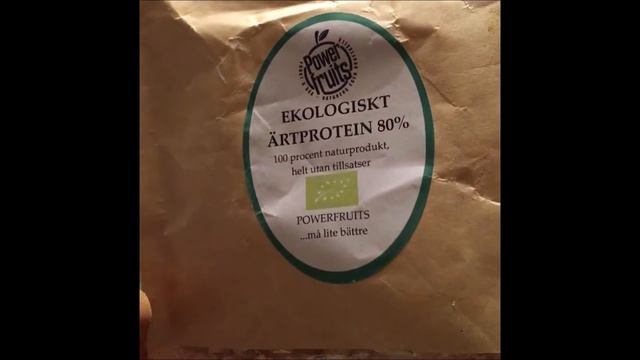 Power
fruits
EKOLOGISKT
ÄRTPROTEIN 80%
100 procent naturprodukt,
helt utan tillsatser
POWERFRUITS
...må lite bättre